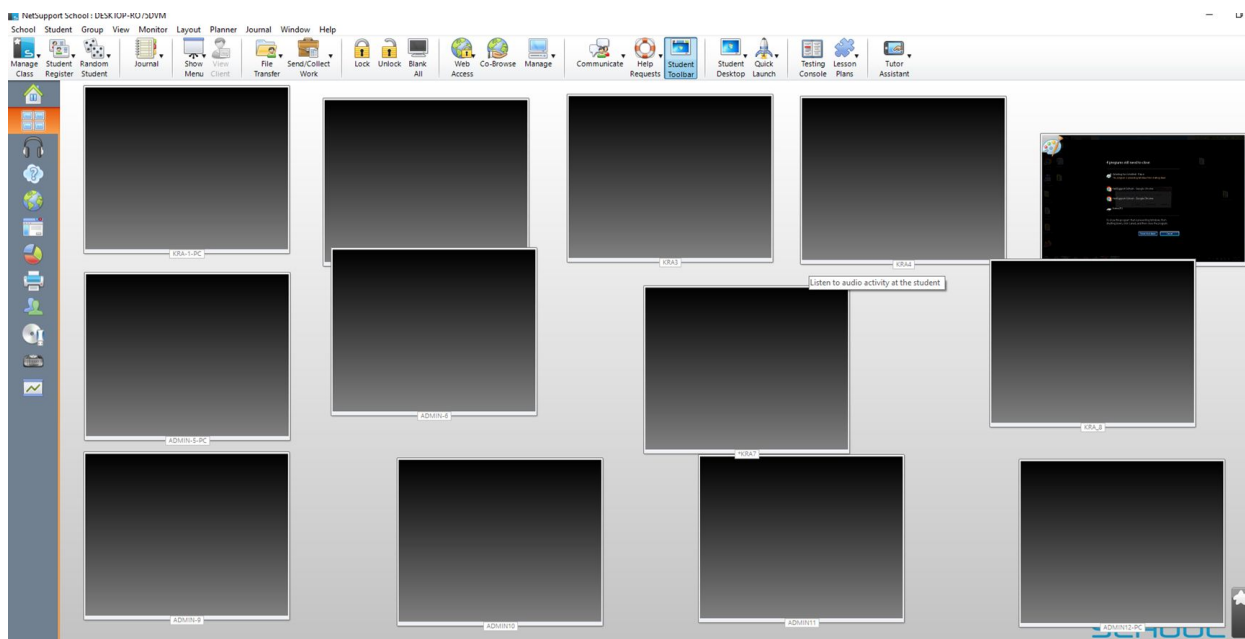 NetSupport School : DESKTOP-RO75DVM
School Student Group View Monitor Layout Planner Journal Window Help
Manage Class
Student Register
Random Student
Journal
Show Menu
View Client
File Transfer
Send/Collect Work
Lock
Unlock
Blank All
Web Access
Co-Browse
Manage
Communicate
Help Requests
Student Toolbar
Student Desktop
Quick Launch
Testing Console
Lesson Plans
Tutor Assistant
KRA-1-PC
KRA3
KRA4
Listen to audio activity at the student
ADMIN-5-PC
ADMIN-6
*KRA7
KRA_8
ADMIN-9
ADMIN10
ADMIN11
ADMIN12-PC
SCHOOL